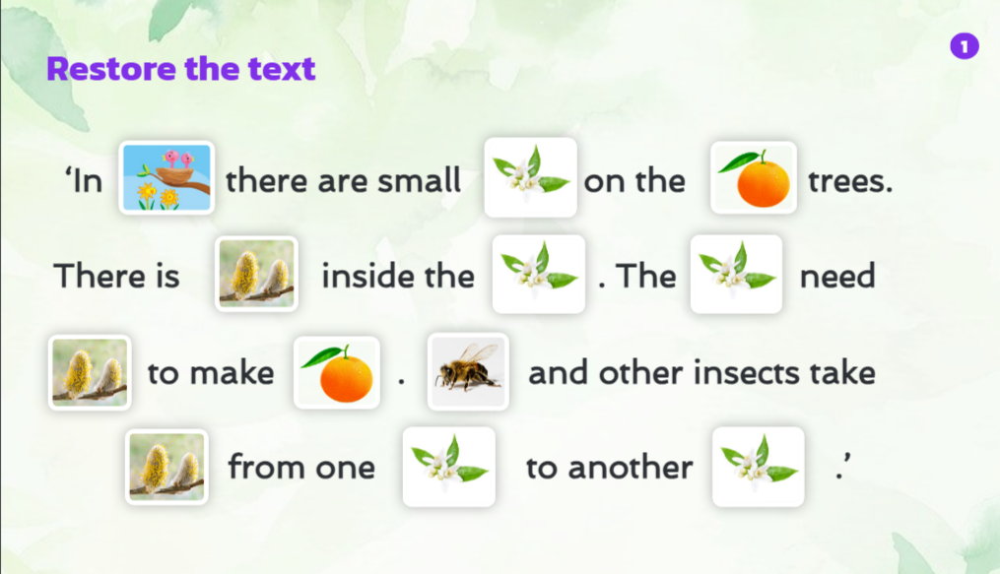 1
Restore the text
‘In there are small on the trees.
There is inside the . The need
to make . and other insects take
from one to another .’